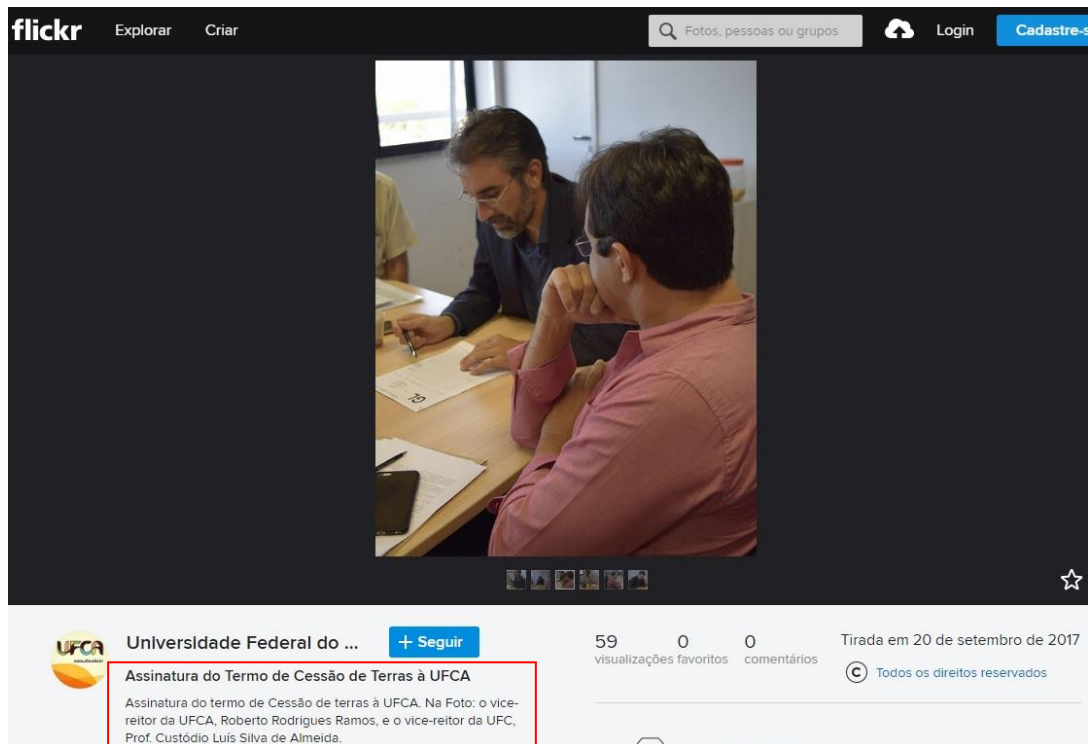 flickr Explorar Criar Fotos, pessoas ou grupos Login Cadastre-s
GL
UFCA Universidade Federal do ... + Seguir
Assinatura do Termo de Cessão de Terras à UFCA
Assinatura do termo de Cessão de terras à UFCA. Na Foto: o vice-
reitor da UFCA, Roberto Rodrigues Ramos, e o vice-reitor da UFC,
Prof. Custódio Luís Silva de Almeida.
59 0 0
visualizações favoritos comentários
Tirada em 20 de setembro de 2017
C Todos os direitos reservados